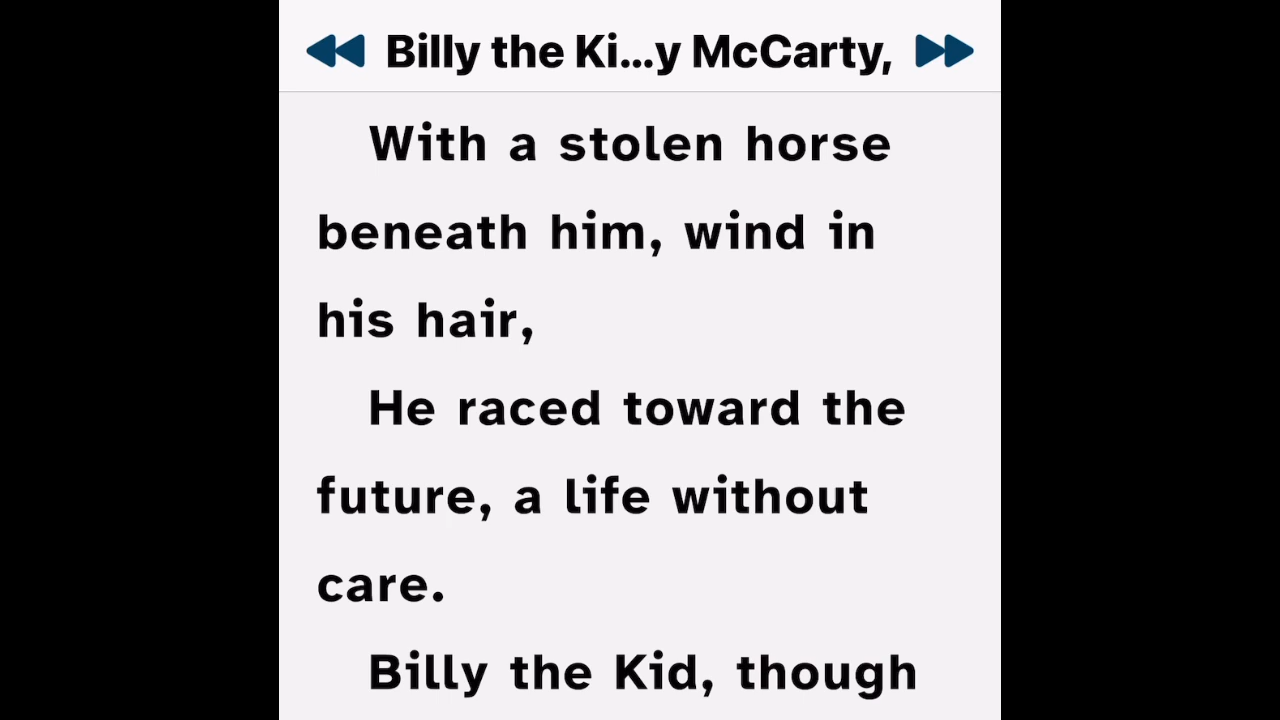 Billy the Ki...y McCarty,
With a stolen horse
beneath him, wind in
his hair,
He raced toward the
future, a life without
care.
Billy the Kid, though